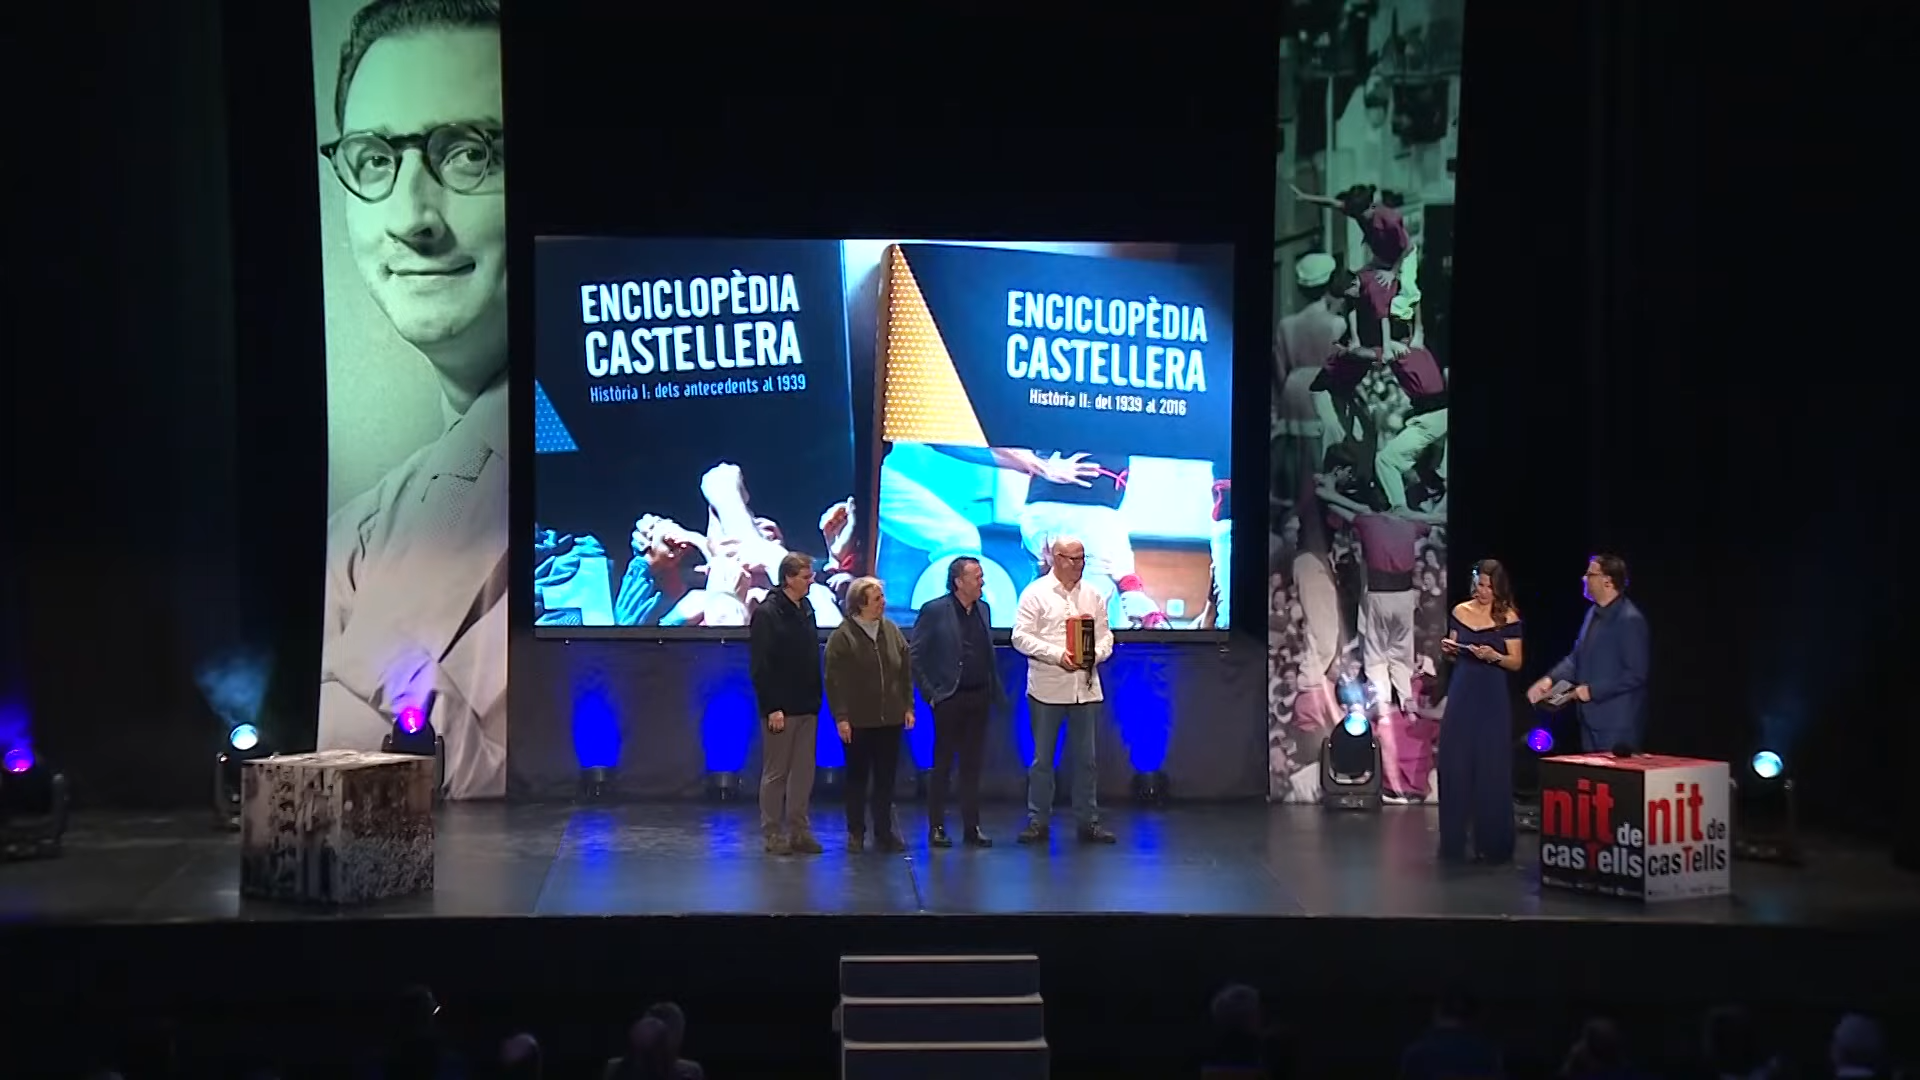 ENCICLOPÈDIA
CASTELLERA
Història I: dels antecedents al 1939
ENCICLOPÈDIA
CASTELLERA
Història II: del 1939 al 2016
nit
de
casTells
nit
de
casTells